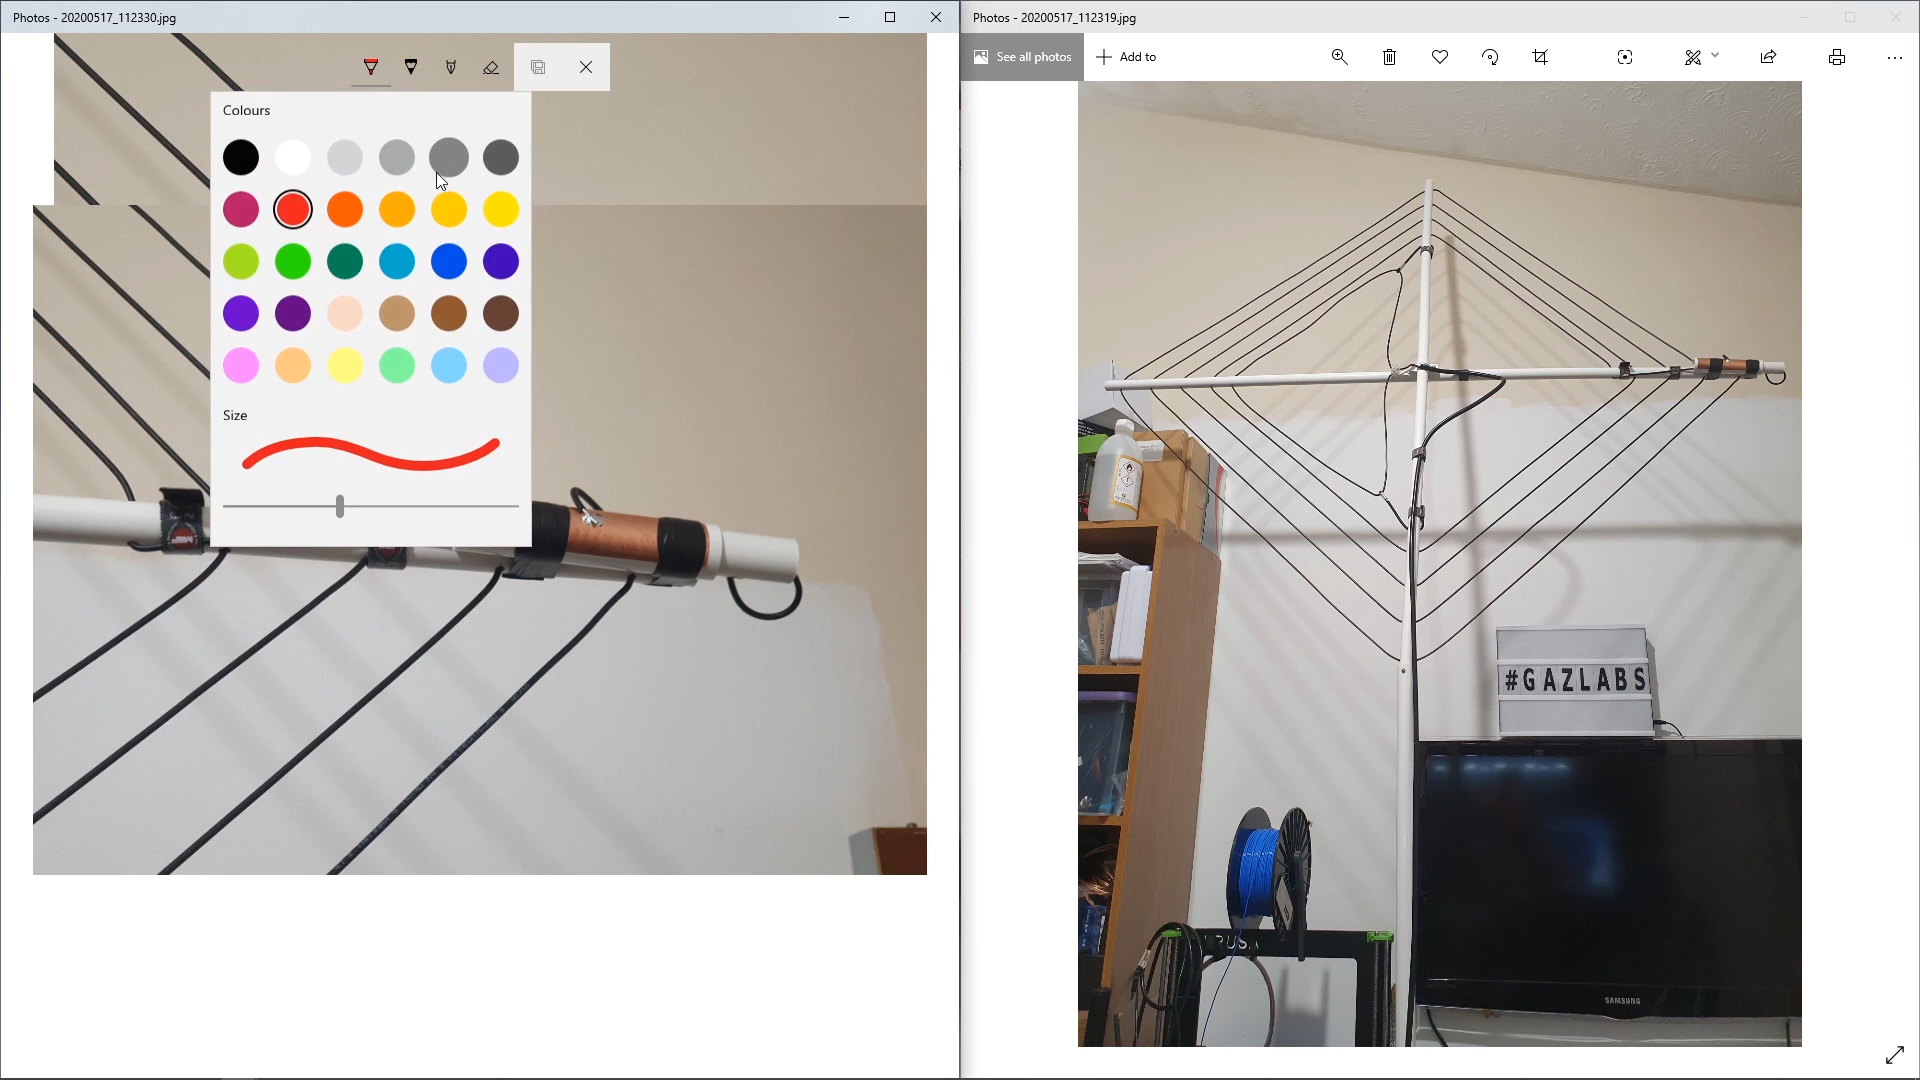 Photos - 20200517_112330.jpg
Colours
Size
Photos - 20200517_112319.jpg
See all photos
Add to
#GAZLABS
SAMSUNG